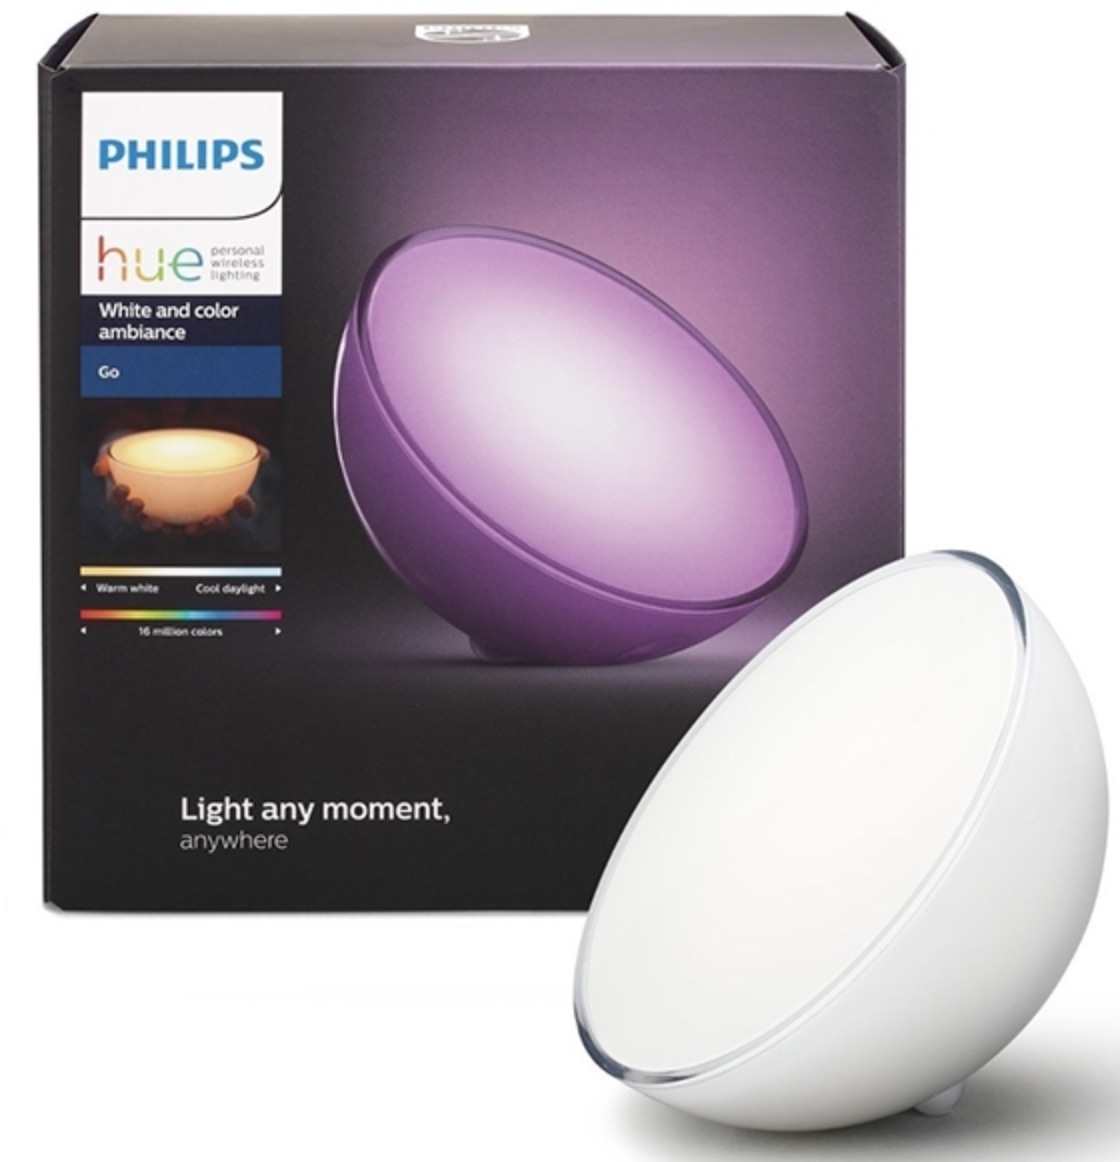 PHILIPS
hue personal
wireless
lighting
White and color
ambiance
Go
Warm white Cool daylight
16 million colors
Light any moment,
anywhere